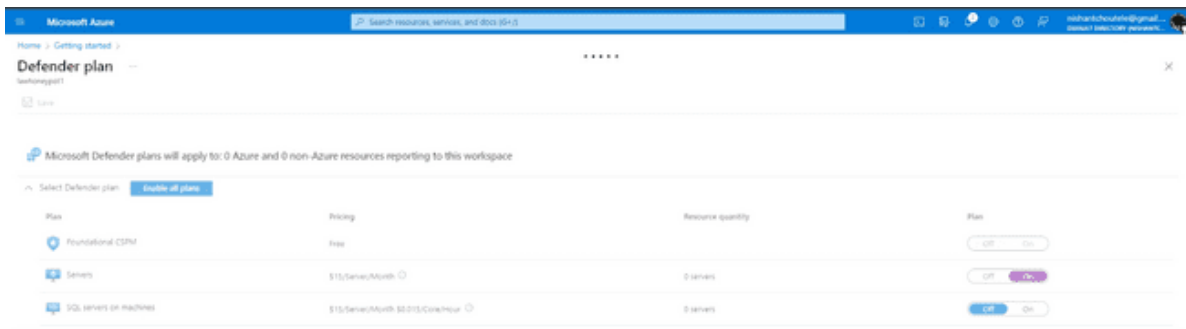 Microsoft Azure
Search resources, services, and docs (G+/)
Home > Getting started >
Defender plan ...
Save
Microsoft Defender plans will apply to: 0 Azure and 0 non-Azure resources reporting to this workspace
Select Defender plan Enable all plans
Plan Pricing Resource quantity Plan
Foundational CSPM Free Off On
Servers $15/Server/Month 0 servers Off On
SQL servers on machines $15/Server/Month $0.015/Core/Hour 0 servers Off On